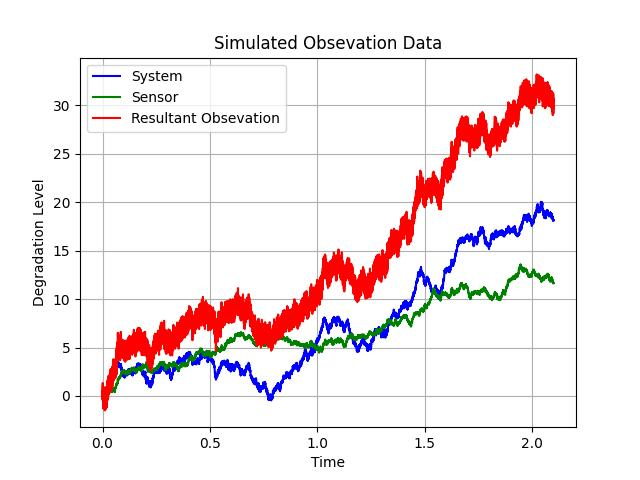 Simulated Obsevation Data
System
Sensor
Resultant Obsevation
Degradation Level
30
25
20
15
10
5
0
0.0 0.5 1.0 1.5 2.0
Time